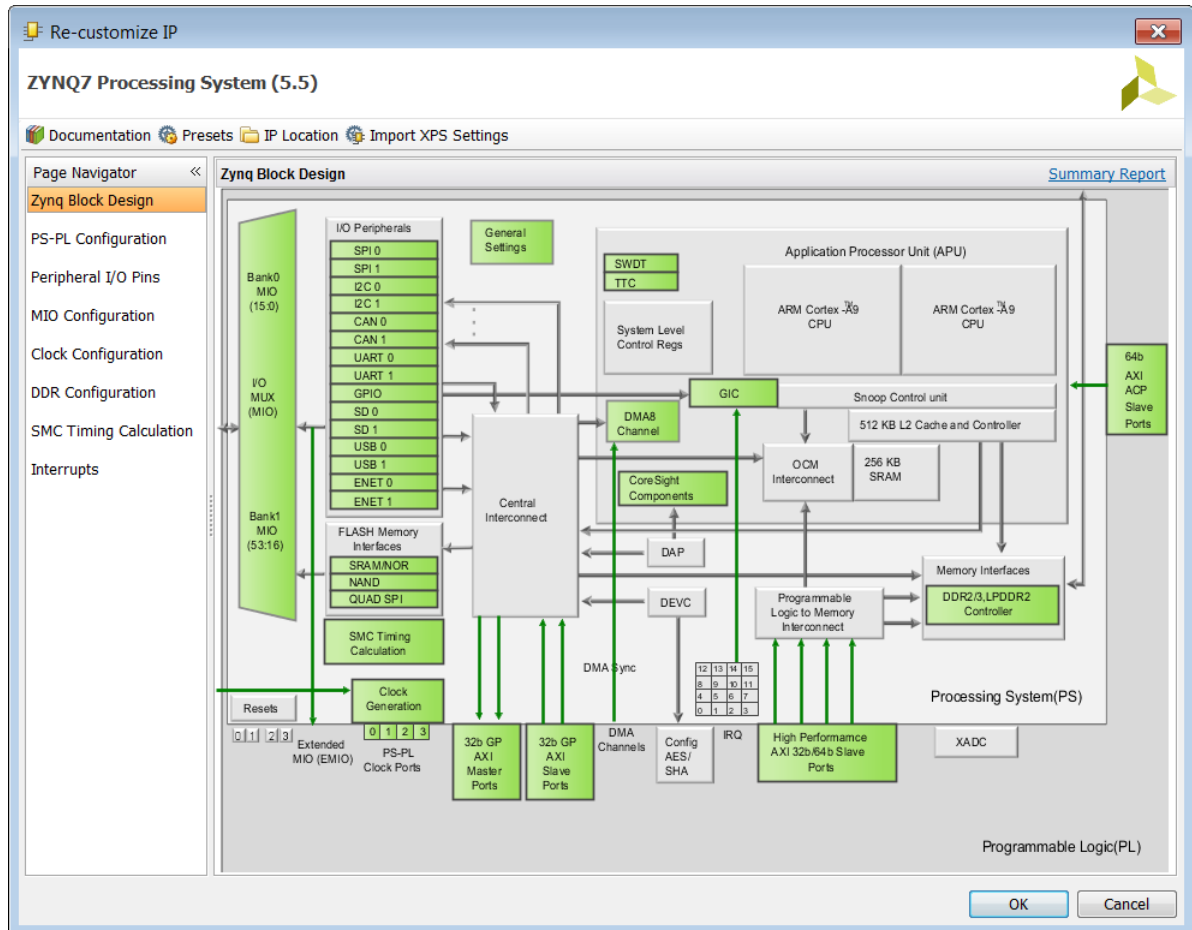 Re-customize IP
ZYNQ7 Processing System (5.5)
Documentation Presets IP Location Import XPS Settings
Page Navigator «
Zynq Block Design
PS-PL Configuration
Peripheral I/O Pins
MIO Configuration
Clock Configuration
DDR Configuration
SMC Timing Calculation
Interrupts
Zynq Block Design
Summary Report
Bank0
MIO
(15:0)
I/O
MUX
(MIO)
Bank1
MIO
(53:16)
I/O Peripherals
SPI 0
SPI 1
I2C 0
I2C 1
CAN 0
CAN 1
UART 0
UART 1
GPIO
SD 0
SD 1
USB 0
USB 1
ENET 0
ENET 1
FLASH Memory
Interfaces
SRAM/NOR
NAND
QUAD SPI
SMC Timing
Calculation
General
Settings
Application Processor Unit (APU)
SWDT
TTC
System Level
Control Regs
ARM Cortex -A9
TM
CPU
ARM Cortex -A9
TM
CPU
GIC
Snoop Control unit
DMA8
Channel
512 KB L2 Cache and Controller
OCM
Interconnect
256 KB
SRAM
CoreSight
Components
Central
Interconnect
DAP
DEVC
Programmable
Logic to Memory
Interconnect
Memory Interfaces
DDR2/3,LPDDR2
Controller
64b
AXI
ACP
Slave
Ports
DMA Sync
12 13 14 15
8 9 10 11
4 5 6 7
0 1 2 3
Processing System(PS)
Resets
0 1 2 3
Clock
Generation
0 1 2 3
Extended
MIO (EMIO)
PS-PL
Clock Ports
32b GP
AXI
Master
Ports
32b GP
AXI
Slave
Ports
DMA
Channels
Config
AES/
SHA
IRQ
High Performamce
AXI 32b/64b Slave
Ports
XADC
Programmable Logic(PL)
OK
Cancel